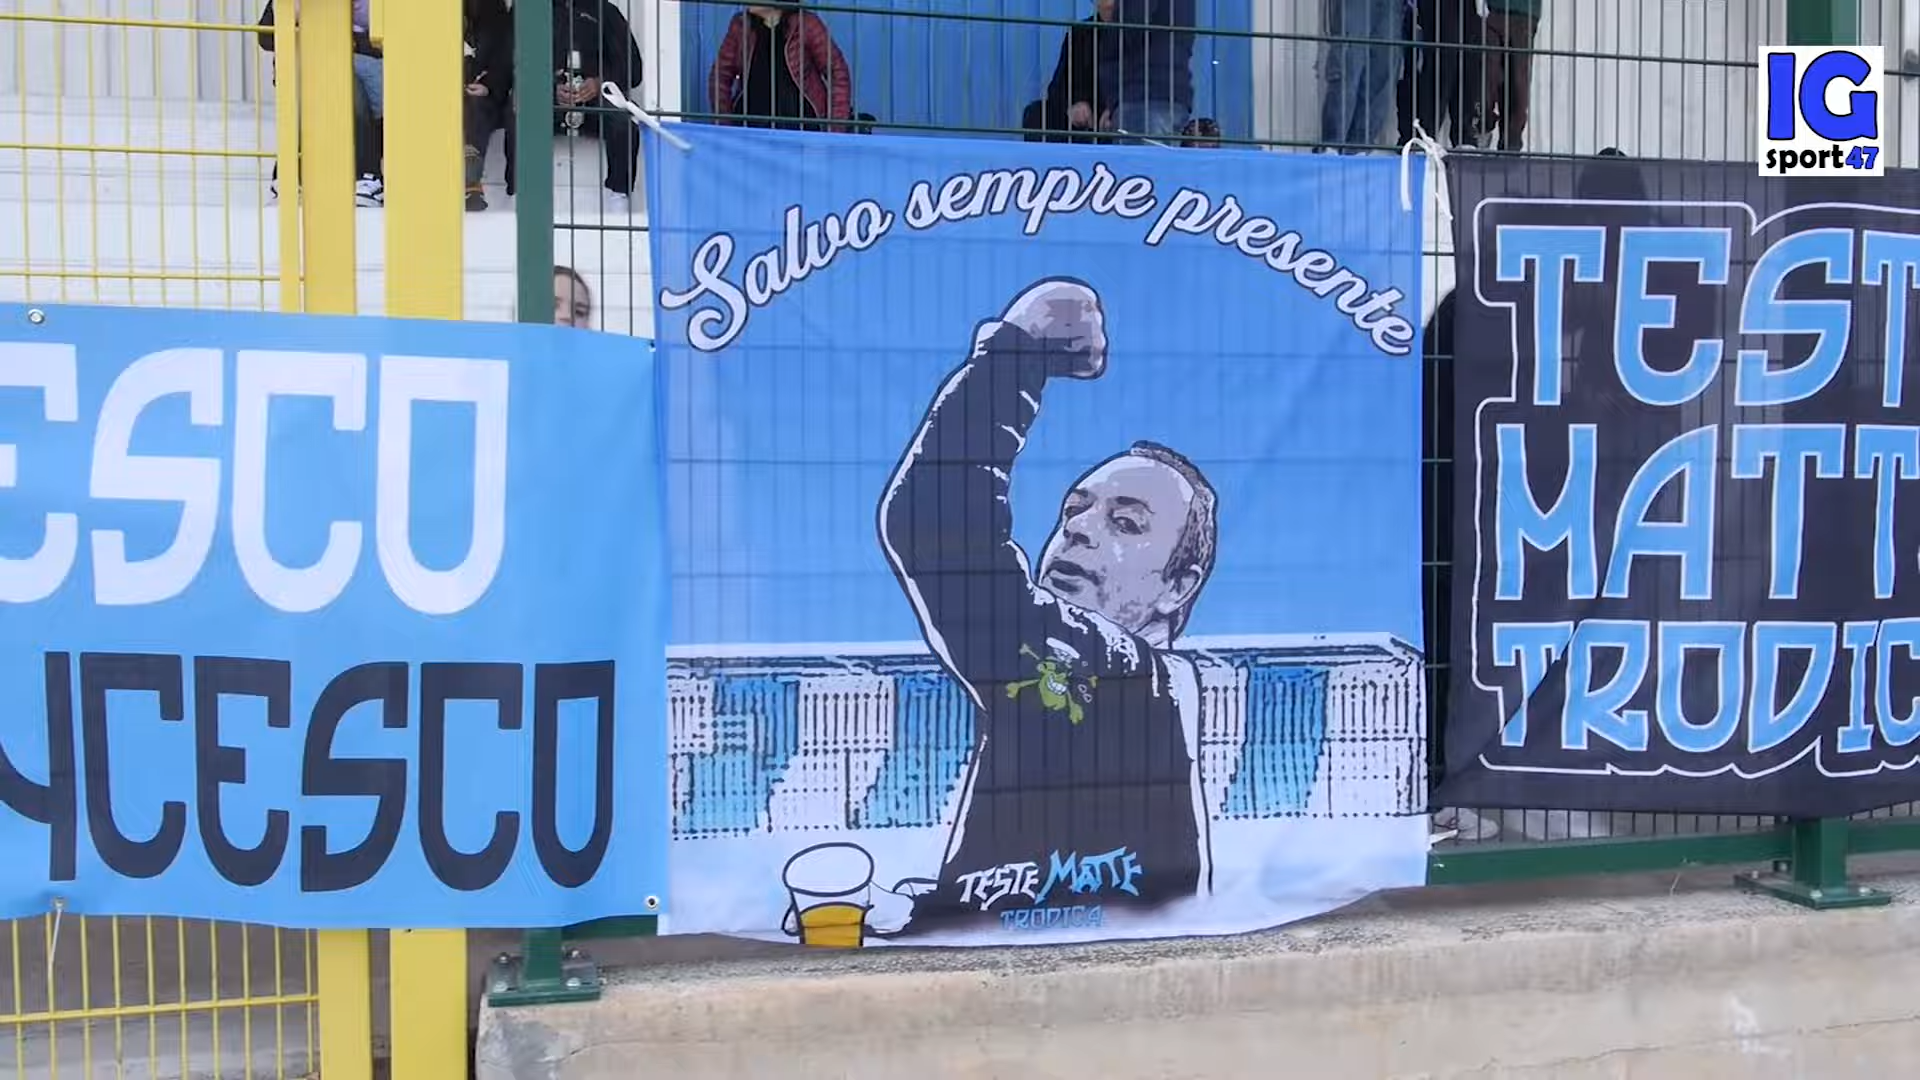 IG
sport47
Salvo sempre presente
ESCO
NCESCO
TEST
MATT
TRODIC
TESTE MATTE
TRODICA